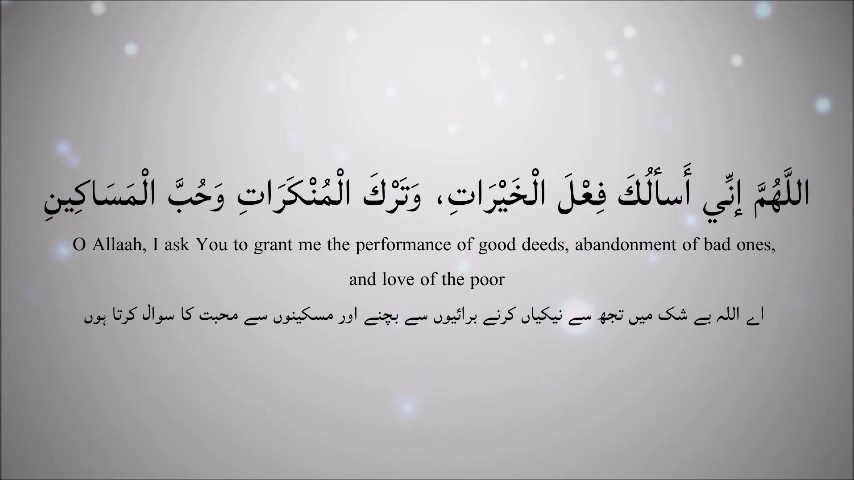 اللَّهُمَّ إِنِّي أَسأَلُكَ فِعْلَ الْخَيْرَاتِ، وَتَرْكَ الْمُنْكَرَاتِ وَحُبَّ الْمَسَاكِينِ
O Allaah, I ask You to grant me the performance of good deeds, abandonment of bad ones,
and love of the poor
اے اللہ بے شک میں تجھ سے نیکیاں کرنے برائیوں سے بچنے اور مسکینوں سے محبت کا سوال کرتا ہوں